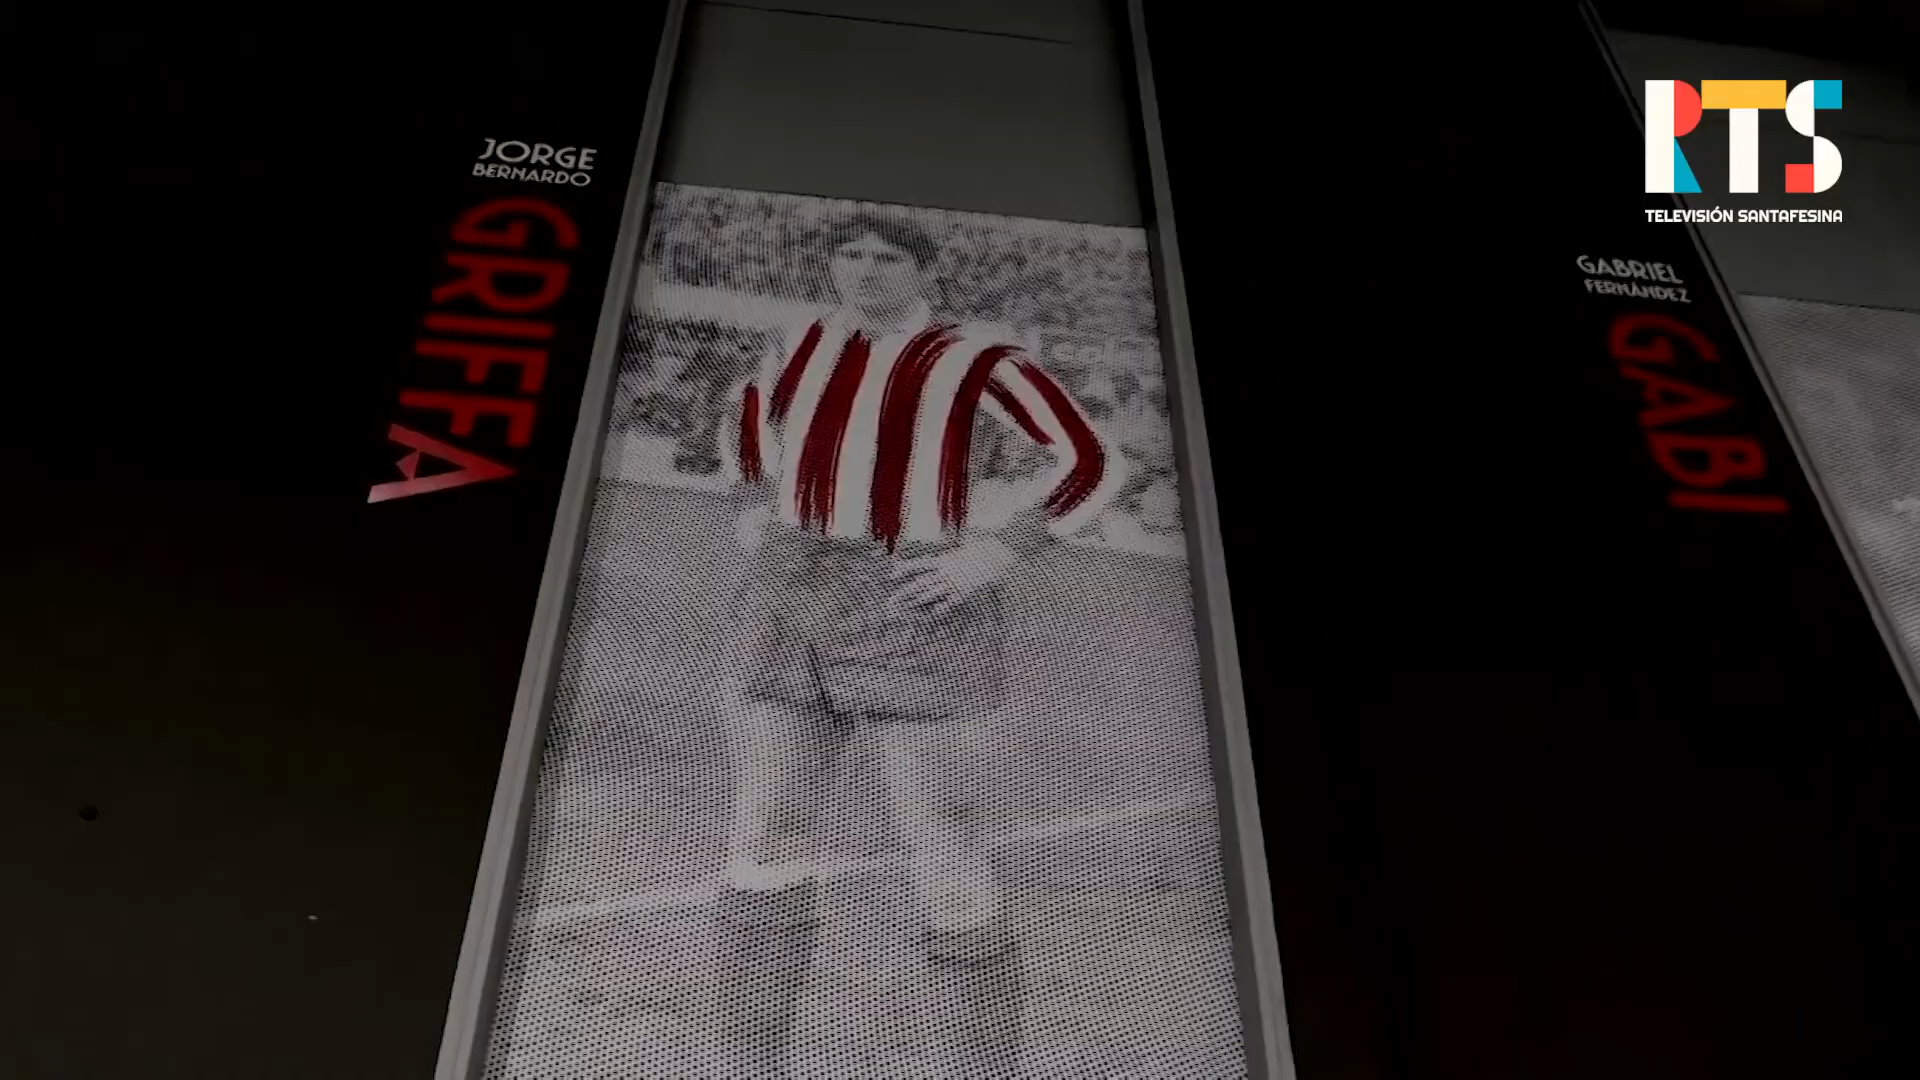 JORGE
BERNARDO
GRIFFA
RTS
TELEVISIÓN SANTAFESINA
GABRIEL
FERNÁNDEZ
GABI